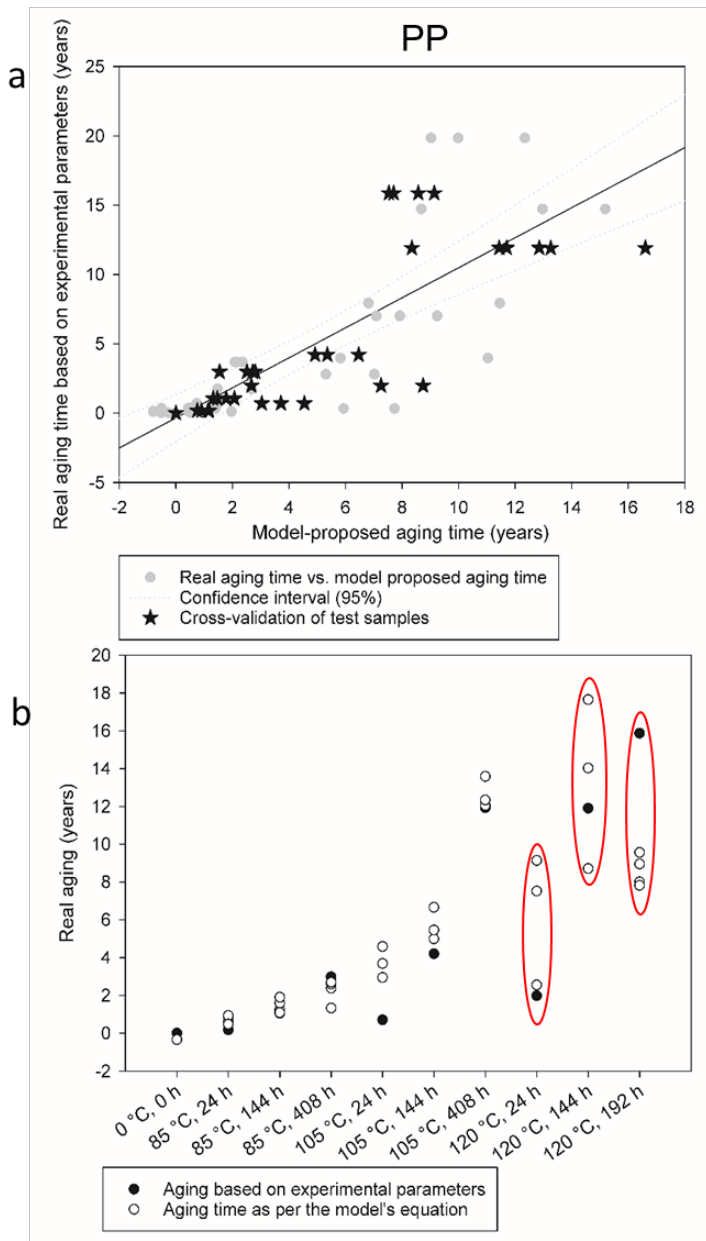 PP
a
25
20
15
10
5
0
-5
Real aging time based on experimental parameters (years)
-2 0 2 4 6 8 10 12 14 16 18
Model-proposed aging time (years)
Real aging time vs. model proposed aging time
Confidence interval (95%)
Cross-validation of test samples
b
20
18
16
14
12
10
8
6
4
2
0
-2
Real aging (years)
0 °C, 0 h
85 °C, 24 h
85 °C, 144 h
85 °C, 408 h
105 °C, 24 h
105 °C, 144 h
105 °C, 408 h
120 °C, 24 h
120 °C, 144 h
120 °C, 192 h
Aging based on experimental parameters
Aging time as per the model's equation